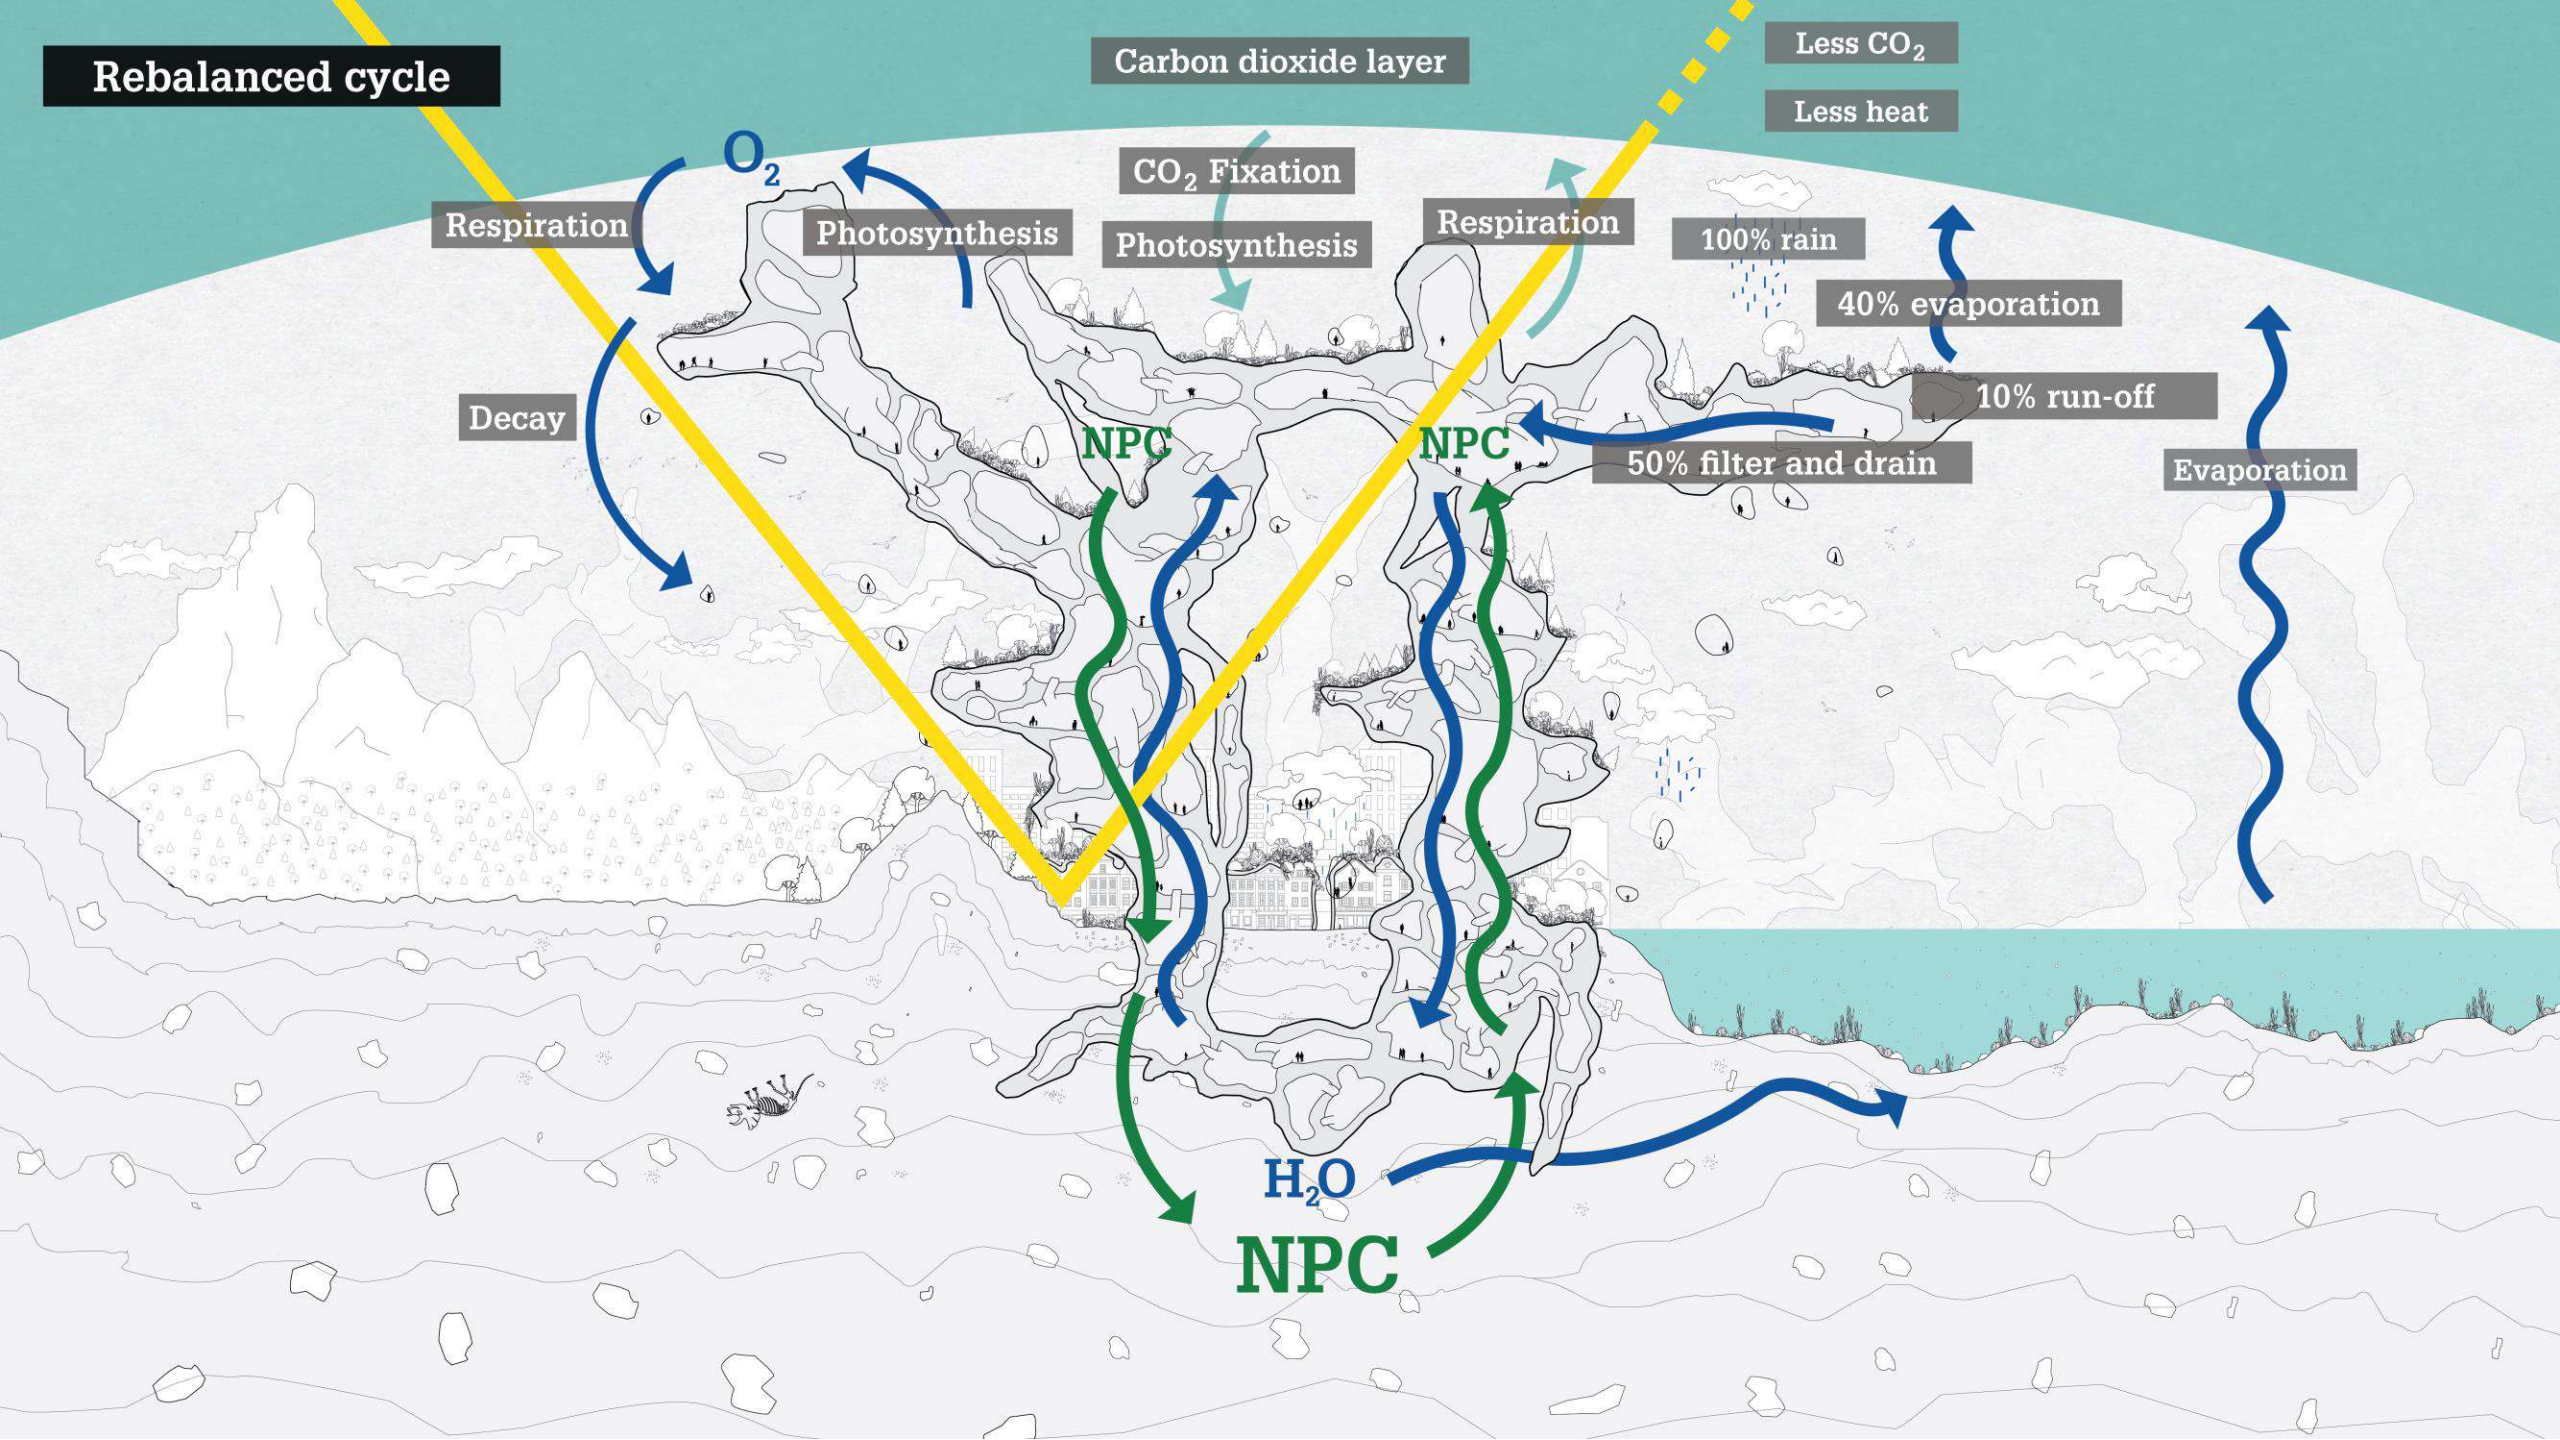 Rebalanced cycle
Carbon dioxide layer
Less CO₂
Less heat
O₂
CO₂ Fixation
Respiration
Photosynthesis
Photosynthesis
Respiration
100% rain
40% evaporation
10% run-off
Decay
NPC
NPC
50% filter and drain
Evaporation
H₂O
NPC